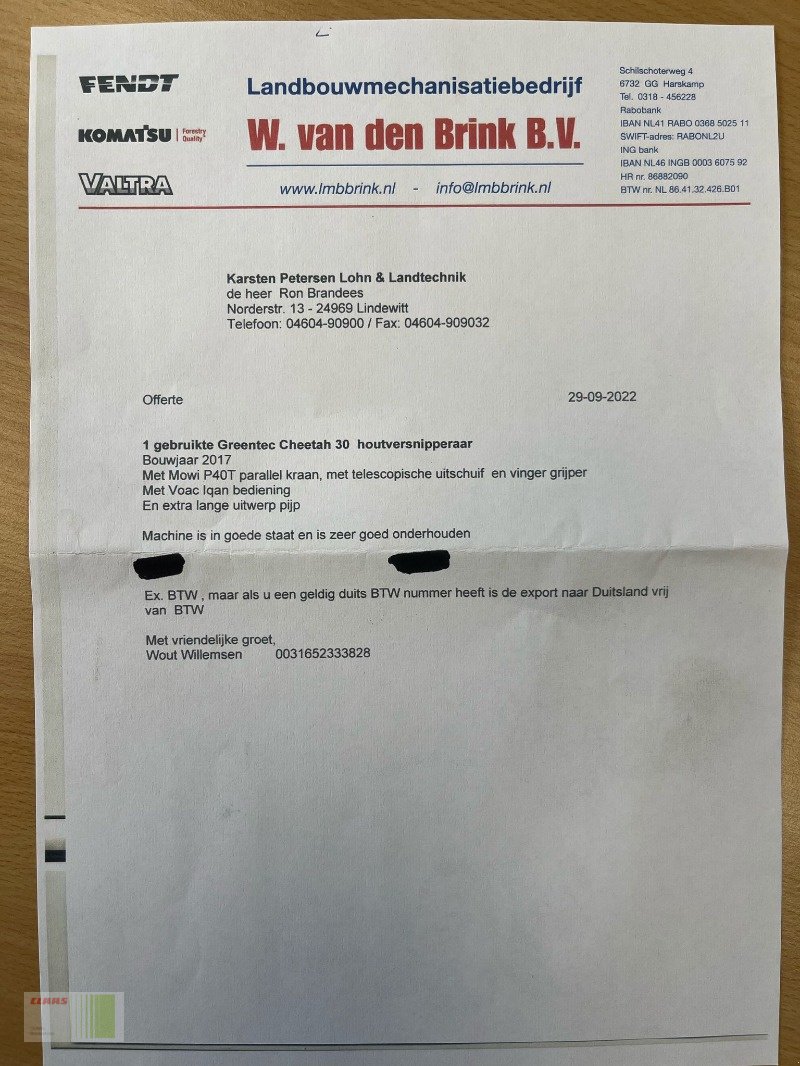 FENDT
KOMATSU
Forestry
Quality
VALTRA
Landbouwmechanisatiebedrijf
W. van den Brink B.V.
www.lmbbrink.nl - info@lmbbrink.nl
Schilschoterweg 4
6732 GG Harskamp
Tel. 0318 - 456228
Rabobank
IBAN NL41 RABO 0368 5025 11
SWIFT-adres: RABONL2U
ING bank
IBAN NL46 INGB 0003 6075 92
HR nr. 86882090
BTW nr. NL 86.41.32.426.B01
Karsten Petersen Lohn & Landtechnik
de heer Ron Brandees
Norderstr. 13 - 24969 Lindewitt
Telefoon: 04604-90900 / Fax: 04604-909032
Offerte 29-09-2022
1 gebruikte Greentec Cheetah 30 houtversnipperaar
Bouwjaar 2017
Met Mowi P40T parallel kraan, met telescopische uitschuif en vinger grijper
Met Voac Iqan bediening
En extra lange uitwerp pijp
Machine is in goede staat en is zeer goed onderhouden
Ex. BTW , maar als u een geldig duits BTW nummer heeft is de export naar Duitsland vrij
van BTW
Met vriendelijke groet,
Wout Willemsen 0031652333828
CLAAS